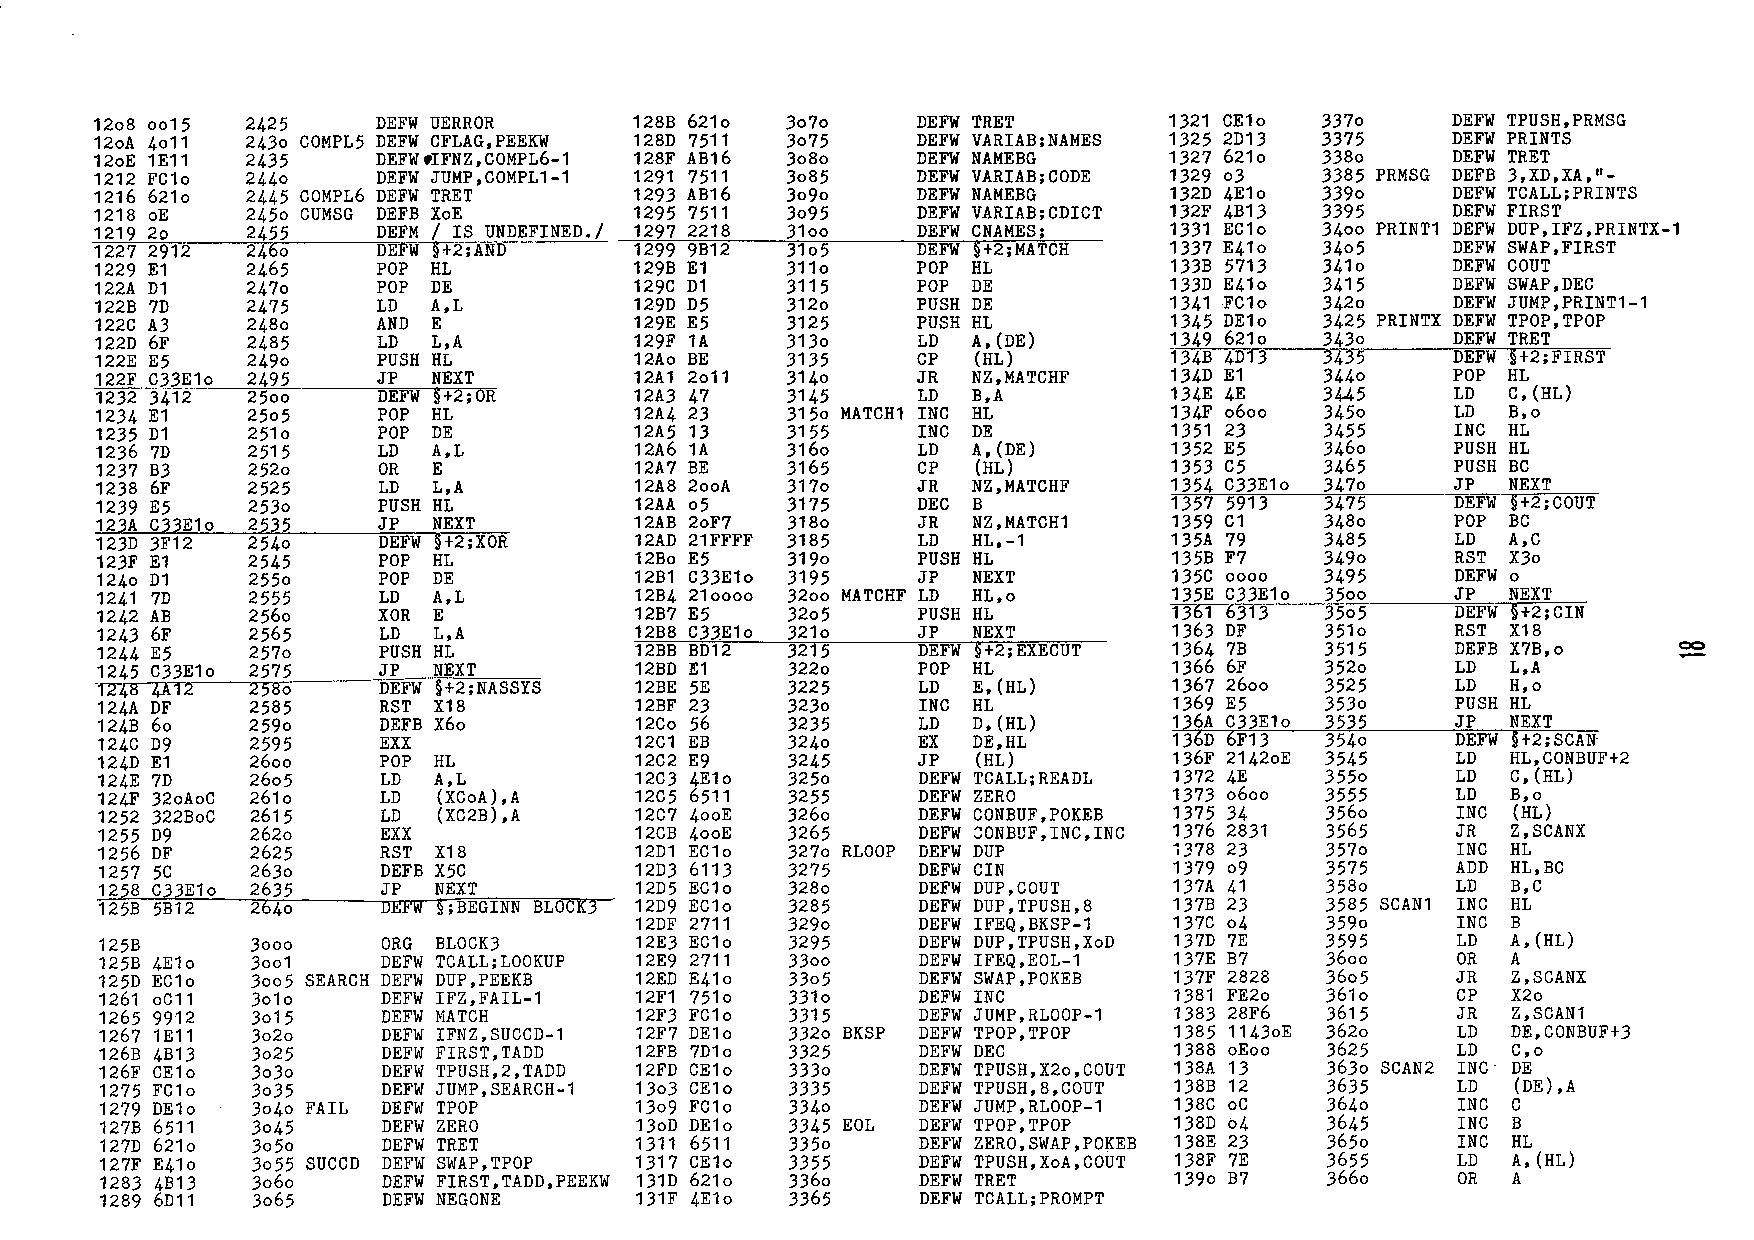 12o8 oo15 2425 DEFW UERROR
12oA 4o11 243o COMPL5 DEFW CFLAG,PEEKW
12oE 1E11 2435 DEFW IFNZ,COMPL6-1
1212 FC1o 244o DEFW JUMP,COMPL1-1
1216 621o 2445 COMPL6 DEFW TRET
1218 oE 245o CUMSG DEFB XoE
1219 2o 2455 DEFM / IS UNDEFINED./
1227 2912 246o DEFW §+2;AND
1229 E1 2465 POP HL
122A D1 247o POP DE
122B 7D 2475 LD A,L
122C A3 248o AND E
122D 6F 2485 LD L,A
122E E5 249o PUSH HL
122F C33E1o 2495 JP NEXT
1232 3412 25oo DEFW §+2;OR
1234 E1 25o5 POP HL
1235 D1 251o POP DE
1236 7D 2515 LD A,L
1237 B3 252o OR E
1238 6F 2525 LD L,A
1239 E5 253o PUSH HL
123A C33E1o 2535 JP NEXT
123D 3F12 254o DEFW §+2;XOR
123F E1 2545 POP HL
124o D1 255o POP DE
1241 7D 2555 LD A,L
1242 AB 256o XOR E
1243 6F 2565 LD L,A
1244 E5 257o PUSH HL
1245 C33E1o 2575 JP NEXT
1248 4A12 258o DEFW §+2;NASSYS
124A DF 2585 RST X18
124B 6o 259o DEFB X6o
124C D9 2595 EXX
124D E1 26oo POP HL
124E 7D 26o5 LD A,L
124F 32oAoC 261o LD (XCoA),A
1252 322BoC 2615 LD (XC2B),A
1255 D9 262o EXX
1256 DF 2625 RST X18
1257 5C 263o DEFB X5C
1258 C33E1o 2635 JP NEXT
125B 5B12 264o DEFW §;BEGINN BLOCK3
125B 3ooo ORG BLOCK3
125B 4E1o 3oo1 DEFW TCALL;LOOKUP
125D EC1o 3oo5 SEARCH DEFW DUP,PEEKB
1261 oC11 3o1o DEFW IFZ,FAIL-1
1265 9912 3o15 DEFW MATCH
1267 1E11 3o2o DEFW IFNZ,SUCCD-1
126B 4B13 3o25 DEFW FIRST,TADD
126F CE1o 3o3o DEFW TPUSH,2,TADD
1275 FC1o 3o35 DEFW JUMP,SEARCH-1
1279 DE1o 3o4o FAIL DEFW TPOP
127B 6511 3o45 DEFW ZERO
127D 621o 3o5o DEFW TRET
127F E41o 3o55 SUCCD DEFW SWAP,TPOP
1283 4B13 3o6o DEFW FIRST,TADD,PEEKW
1289 6D11 3o65 DEFW NEGONE
128B 621o 3o7o DEFW TRET
128D 7511 3o75 DEFW VARIAB;NAMES
128F AB16 3o8o DEFW NAMEBG
1291 7511 3o85 DEFW VARIAB;CODE
1293 AB16 3o9o DEFW NAMEBG
1295 7511 3o95 DEFW VARIAB;CDICT
1297 2218 31oo DEFW CNAMES;
1299 9B12 31o5 DEFW §+2;MATCH
129B E1 311o POP HL
129C D1 3115 POP DE
129D D5 312o PUSH DE
129E E5 3125 PUSH HL
129F 1A 313o LD A,(DE)
12Ao BE 3135 CP (HL)
12A1 2o11 314o JR NZ,MATCHF
12A3 47 3145 LD B,A
12A4 23 315o MATCH1 INC HL
12A5 13 3155 INC DE
12A6 1A 316o LD A,(DE)
12A7 BE 3165 CP (HL)
12A8 2ooA 317o JR NZ,MATCHF
12AA o5 3175 DEC B
12AB 2oF7 318o JR NZ,MATCH1
12AD 21FFFF 3185 LD HL,-1
12Bo E5 319o PUSH HL
12B1 C33E1o 3195 JP NEXT
12B4 21oooo 32oo MATCHF LD HL,o
12B7 E5 32o5 PUSH HL
12B8 C33E1o 321o JP NEXT
12BB BD12 3215 DEFW §+2;EXECUT
12BD E1 322o POP HL
12BE 5E 3225 LD E,(HL)
12BF 23 323o INC HL
12Co 56 3235 LD D,(HL)
12C1 EB 324o EX DE,HL
12C2 E9 3245 JP (HL)
12C3 4E1o 325o DEFW TCALL;READL
12C5 6511 3255 DEFW ZERO
12C7 4ooE 326o DEFW CONBUF,POKEB
12CB 4ooE 3265 DEFW CONBUF,INC,INC
12D1 EC1o 327o RLOOP DEFW DUP
12D3 6113 3275 DEFW CIN
12D5 EC1o 328o DEFW DUP,COUT
12D9 EC1o 3285 DEFW DUP,TPUSH,8
12DF 2711 329o DEFW IFEQ,BKSP-1
12E3 EC1o 3295 DEFW DUP,TPUSH,XoD
12E9 2711 33oo DEFW IFEQ,EOL-1
12ED E41o 33o5 DEFW SWAP,POKEB
12F1 751o 331o DEFW INC
12F3 FC1o 3315 DEFW JUMP,RLOOP-1
12F7 DE1o 332o BKSP DEFW TPOP,TPOP
12FB 7D1o 3325 DEFW DEC
12FD CE1o 333o DEFW TPUSH,X2o,COUT
13o3 CE1o 3335 DEFW TPUSH,8,COUT
13o9 FC1o 334o DEFW JUMP,RLOOP-1
13oD DE1o 3345 EOL DEFW TPOP,TPOP
1311 6511 335o DEFW ZERO,SWAP,POKEB
1317 CE1o 3355 DEFW TPUSH,XoA,COUT
131D 621o 336o DEFW TRET
131F 4E1o 3365 DEFW TCALL;PROMPT
1321 CE1o 337o DEFW TPUSH,PRMSG
1325 2D13 3375 DEFW PRINTS
1327 621o 338o DEFW TRET
1329 o3 3385 PRMSG DEFB 3,XD,XA,"-
132D 4E1o 339o DEFW TCALL;PRINTS
132F 4B13 3395 DEFW FIRST
1331 EC1o 34oo PRINT1 DEFW DUP,IFZ,PRINTX-1
1337 E41o 34o5 DEFW SWAP,FIRST
133B 5713 341o DEFW COUT
133D E41o 3415 DEFW SWAP,DEC
1341 FC1o 342o DEFW JUMP,PRINT1-1
1345 DE1o 3425 PRINTX DEFW TPOP,TPOP
1349 621o 343o DEFW TRET
134B 4D13 3435 DEFW §+2;FIRST
134D E1 344o POP HL
134E 4E 3445 LD C,(HL)
134F o6oo 345o LD B,o
1351 23 3455 INC HL
1352 E5 346o PUSH HL
1353 C5 3465 PUSH BC
1354 C33E1o 347o JP NEXT
1357 5913 3475 DEFW §+2;COUT
1359 C1 348o POP BC
135A 79 3485 LD A,C
135B F7 349o RST X3o
135C oooo 3495 DEFW o
135E C33E1o 35oo JP NEXT
1361 6313 35o5 DEFW §+2;CIN
1363 DF 351o RST X18
1364 7B 3515 DEFB X7B,o
1366 6F 352o LD L,A
1367 26oo 3525 LD H,o
1369 E5 353o PUSH HL
136A C33E1o 3535 JP NEXT
136D 6F13 354o DEFW §+2;SCAN
136F 2142oE 3545 LD HL,CONBUF+2
1372 4E 355o LD C,(HL)
1373 o6oo 3555 LD B,o
1375 34 356o INC (HL)
1376 2831 3565 JR Z,SCANX
1378 23 357o INC HL
1379 o9 3575 ADD HL,BC
137A 41 358o LD B,C
137B 23 3585 SCAN1 INC HL
137C o4 359o INC B
137D 7E 3595 LD A,(HL)
137E B7 36oo OR A
137F 2828 36o5 JR Z,SCANX
1381 FE2o 361o CP X2o
1383 28F6 3615 JR Z,SCAN1
1385 1143oE 362o LD DE,CONBUF+3
1388 oEoo 3625 LD C,o
138A 13 363o SCAN2 INC DE
138B 12 3635 LD (DE),A
138C oC 364o INC C
138D o4 3645 INC B
138E 23 365o INC HL
138F 7E 3655 LD A,(HL)
139o B7 366o OR A
18